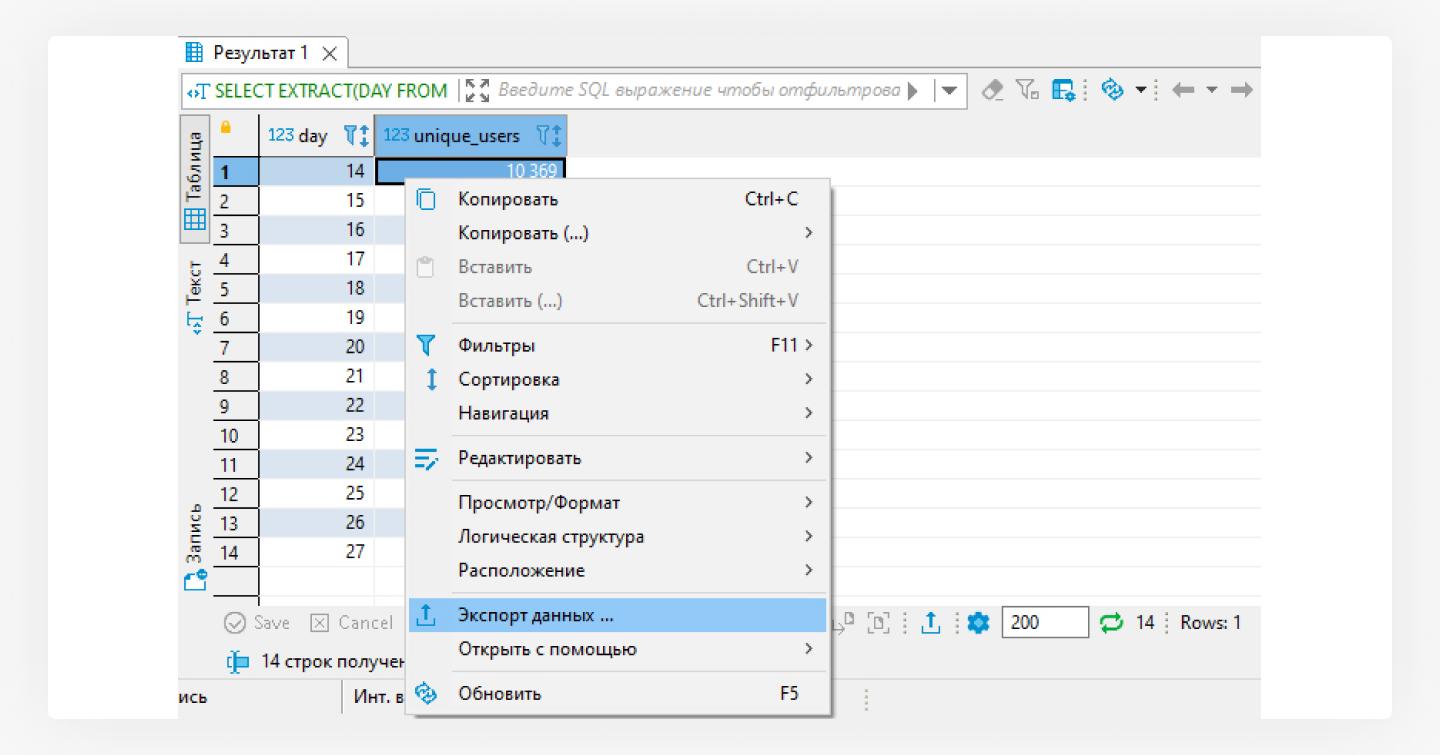 Результат 1
SELECT EXTRACT(DAY FROM Введите SQL выражение чтобы отфильтрова
Таблица
Текст
Запись
123 day 123 unique_users
1 14 10 369
2 15
3 16
4 17
5 18
6 19
7 20
8 21
9 22
10 23
11 24
12 25
13 26
14 27
Копировать Ctrl+C
Копировать (...)
Вставить Ctrl+V
Вставить (...) Ctrl+Shift+V
Фильтры F11
Сортировка
Навигация
Редактировать
Просмотр/Формат
Логическая структура
Расположение
Экспорт данных ...
Открыть с помощью
Обновить F5
Save Cancel 200 14 Rows: 1
14 строк получен
ись Инт. в